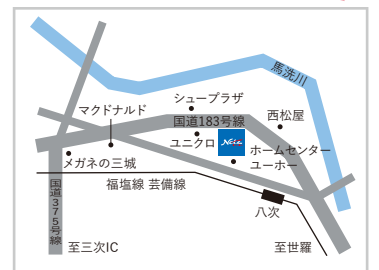 馬洗川
シュープラザ
マクドナルド
西松屋
国道183号線
ユニクロ
Netz
ホームセンター
ユーホー
メガネの三城
福塩線 芸備線
国道375号線
八次
至三次IC
至世羅